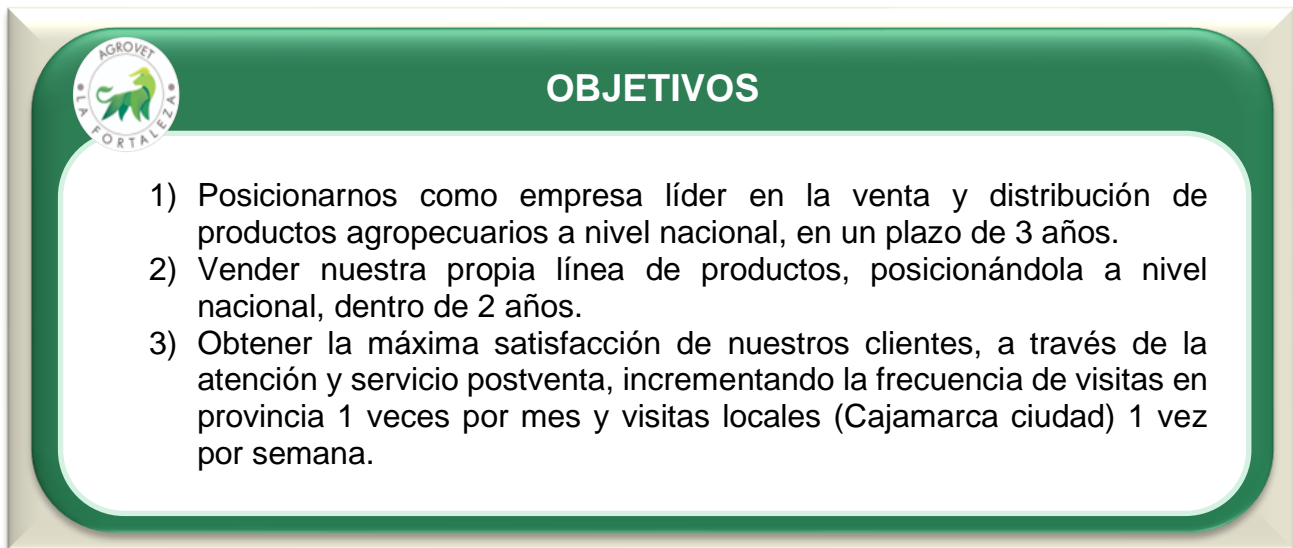 AGROVET
LA FORTALEZA
OBJETIVOS
1) Posicionarnos como empresa líder en la venta y distribución de
productos agropecuarios a nivel nacional, en un plazo de 3 años.
2) Vender nuestra propia línea de productos, posicionándola a nivel
nacional, dentro de 2 años.
3) Obtener la máxima satisfacción de nuestros clientes, a través de la
atención y servicio postventa, incrementando la frecuencia de visitas en
provincia 1 veces por mes y visitas locales (Cajamarca ciudad) 1 vez
por semana.